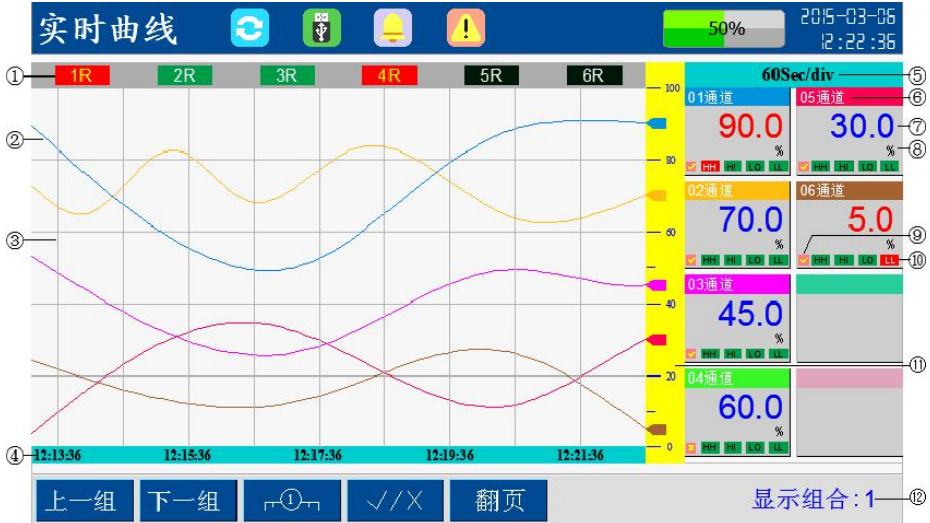 实时曲线 50% 2015-03-06
12:22:36
① 1R 2R 3R 4R 5R 6R 60Sec/div ⑤
100 01通道 05通道 ⑥
90.0 30.0 ⑦
② % % ⑧
80 HH HI LO LL HH HI LO LL
02通道 06通道
70.0 5.0
③ 60 % % ⑨
HH HI LO LL HH HI LO LL ⑩
03通道
40 45.0
%
HH HI LO LL ⑪
20 04通道
60.0
%
④ 12:13:36 12:15:36 12:17:36 12:19:36 12:21:36 0 HH HI LO LL
上一组 下一组 ① √//X 翻页 显示组合:1 ⑫